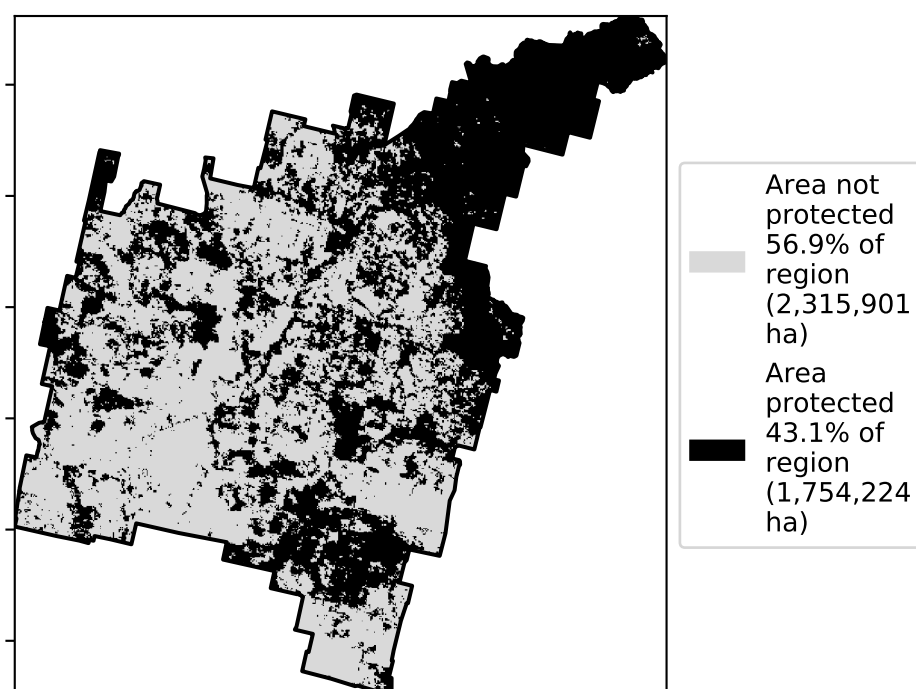 Area not
protected
56.9% of
region
(2,315,901
ha)
Area
protected
43.1% of
region
(1,754,224
ha)